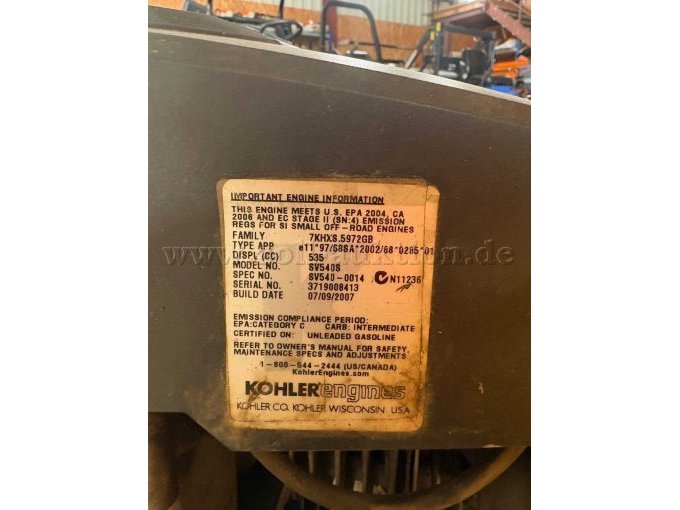 IMPORTANT ENGINE INFORMATION
THIS ENGINE MEETS U.S. EPA 2004, CA
2006 AND EC STAGE II (SN:4) EMISSION
REGS FOR SI SMALL OFF-ROAD ENGINES
FAMILY 7KHXS.5972GB
TYPE APP e11*97/68SA*2002/88*0285*01
DISPL. (CC) 535
MODEL NO. SV540S
SPEC NO. SV540-0014 N11236
SERIAL NO. 3719008413
BUILD DATE 07/09/2007
EMISSION COMPLIANCE PERIOD:
EPA:CATEGORY C CARB: INTERMEDIATE
CERTIFIED ON: UNLEADED GASOLINE
REFER TO OWNER'S MANUAL FOR SAFETY,
MAINTENANCE SPECS AND ADJUSTMENTS
1-800-544-2444 (US/CANADA)
KohlerEngines.com
KOHLER engines
KOHLER CO. KOHLER WISCONSIN USA